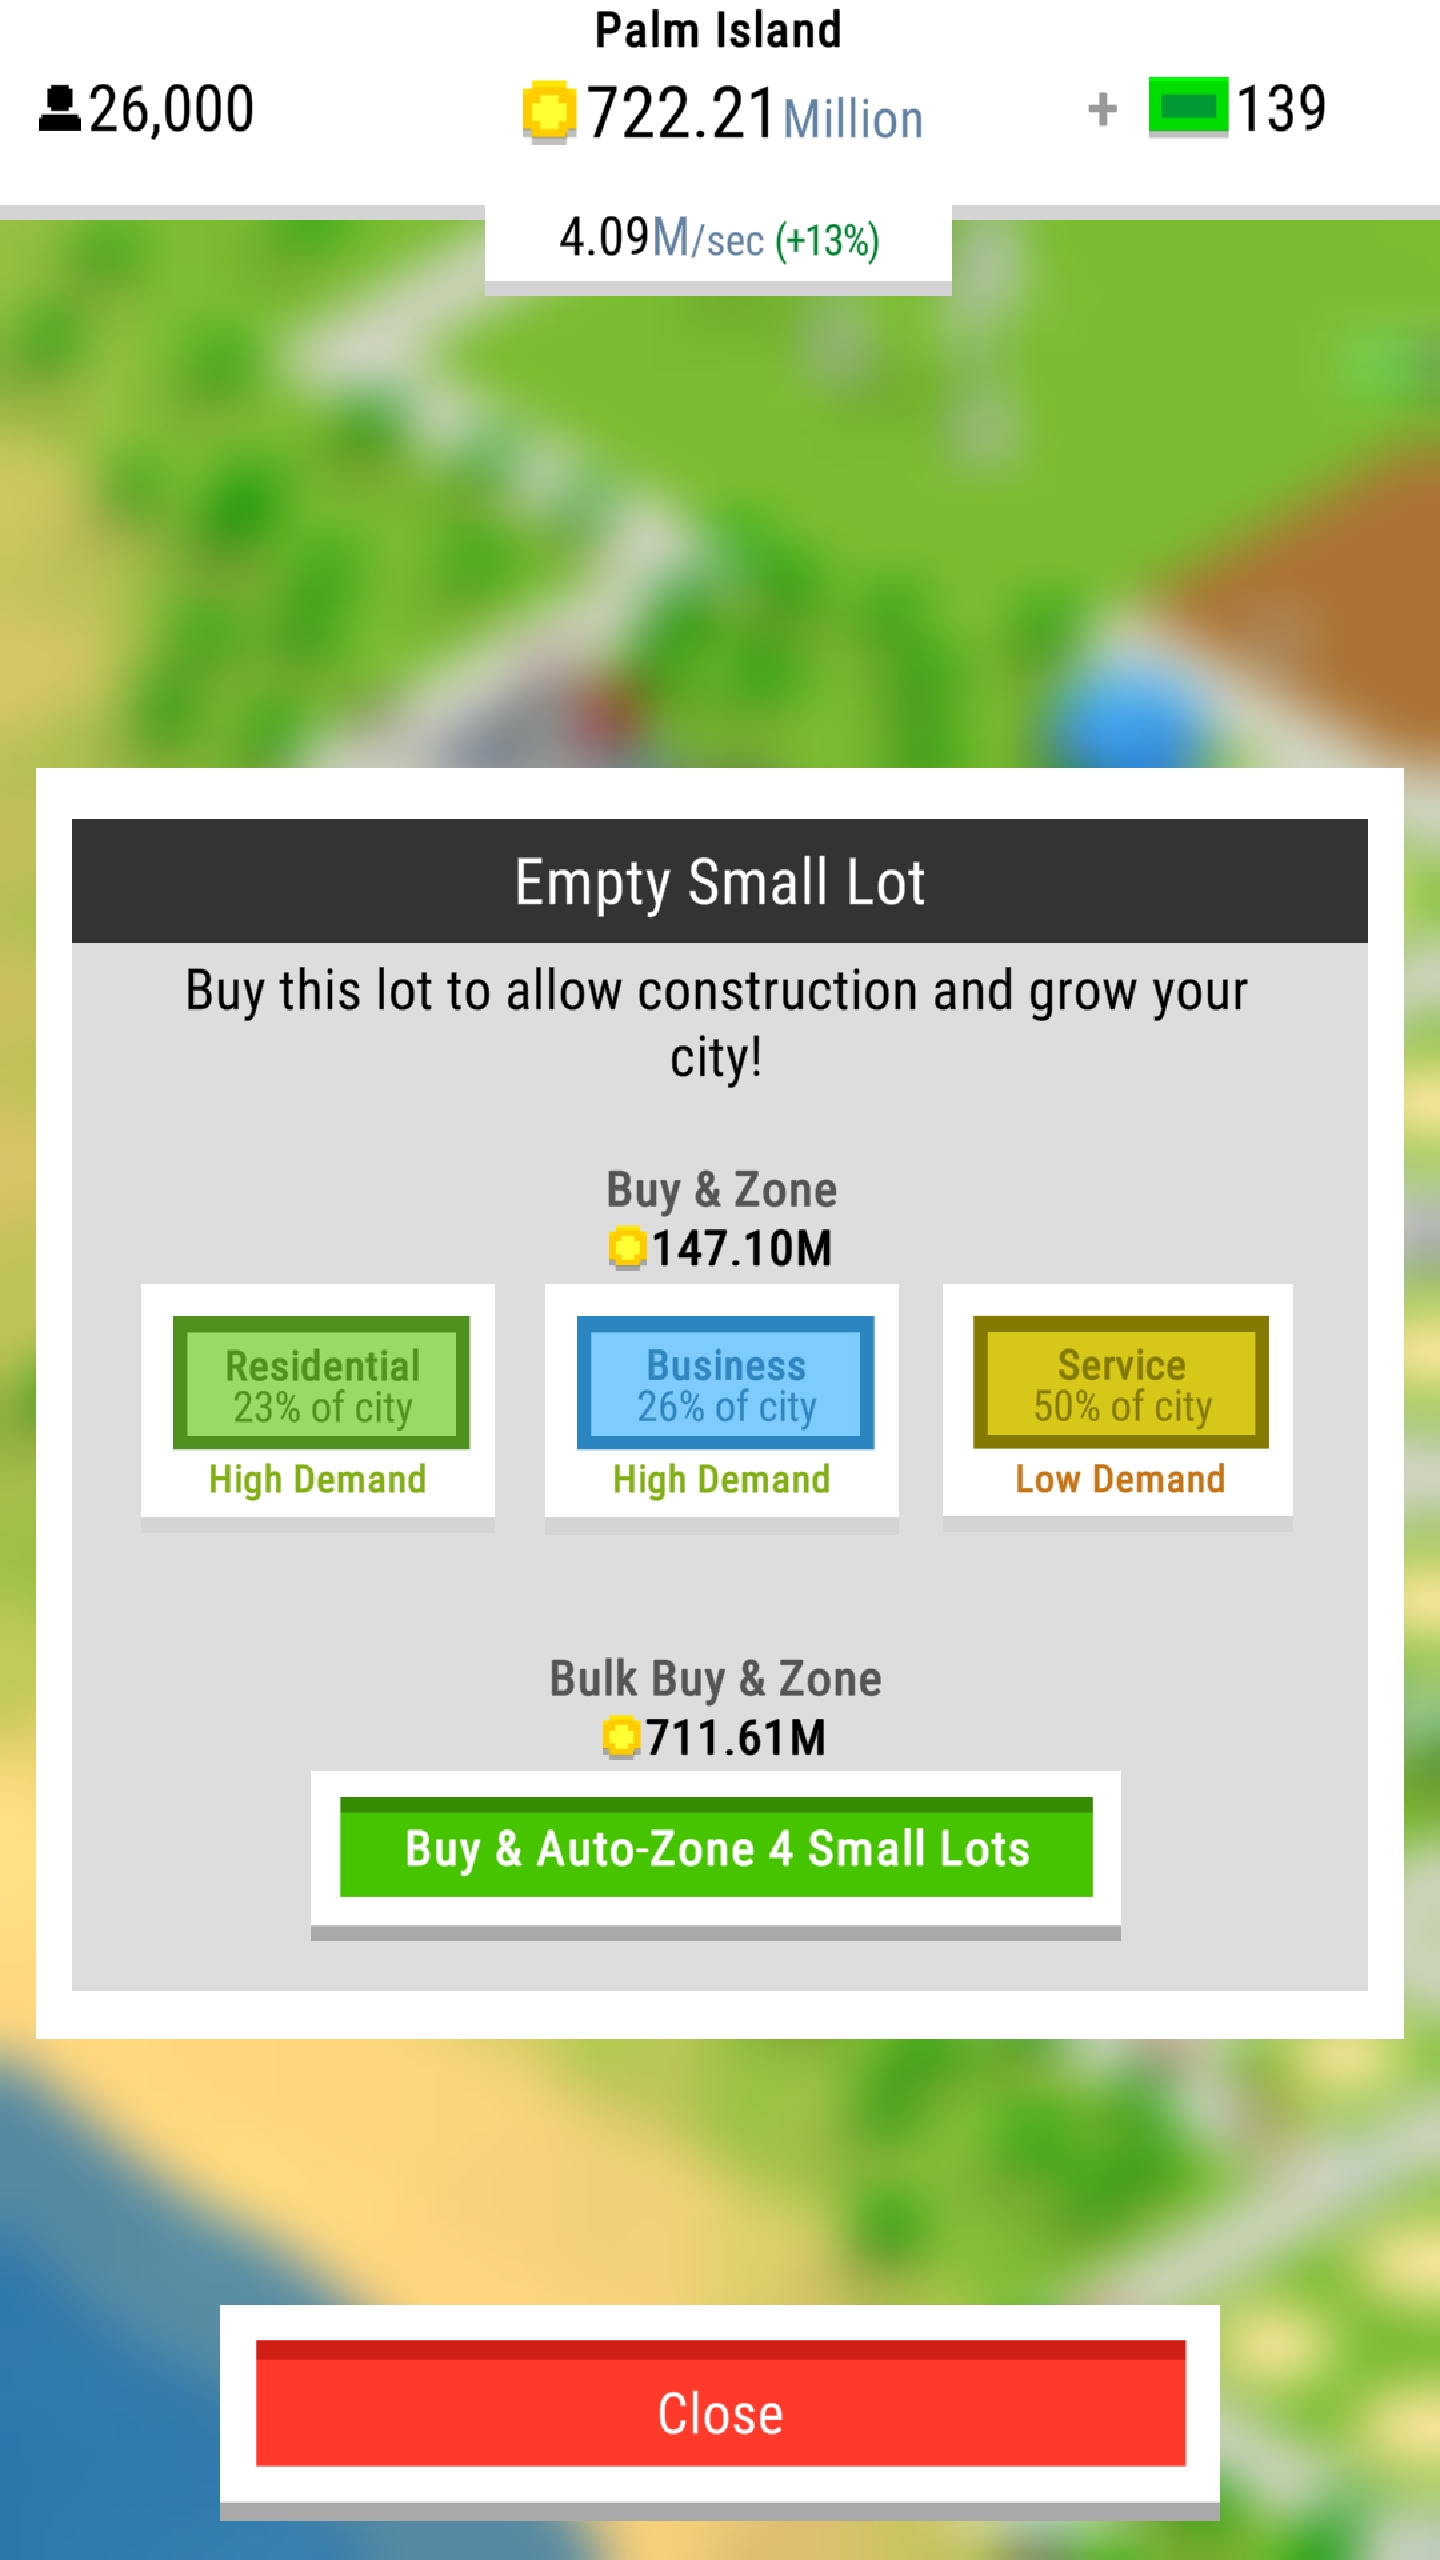 Palm Island
26,000
722.21 Million
+ 139
4.09M/sec (+13%)
Empty Small Lot
Buy this lot to allow construction and grow your
city!
Buy & Zone
147.10M
Residential
23% of city
High Demand
Business
26% of city
High Demand
Service
50% of city
Low Demand
Bulk Buy & Zone
711.61M
Buy & Auto-Zone 4 Small Lots
Close